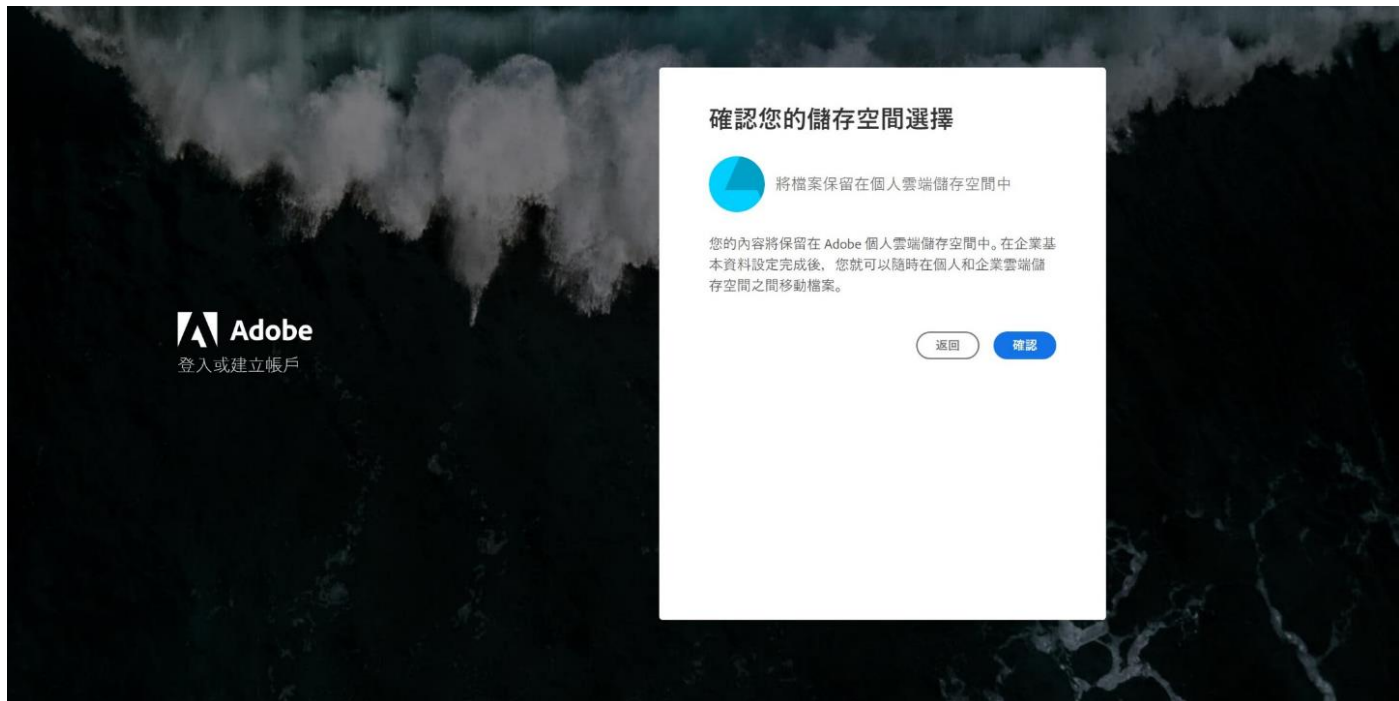 Adobe
登入或建立帳戶
確認您的儲存空間選擇
將檔案保留在個人雲端儲存空間中
您的內容將保留在 Adobe 個人雲端儲存空間中。在企業基
本資料設定完成後，您就可以隨時在個人和企業雲端儲
存空間之間移動檔案。
返回
確認